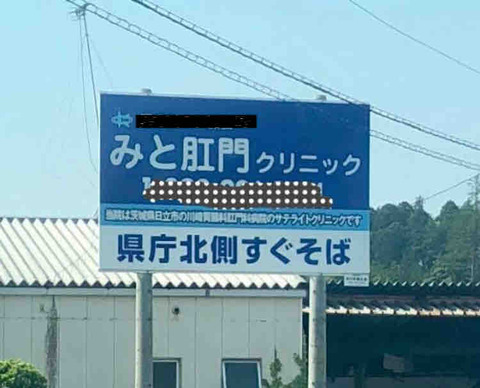 みと肛門クリニック
当院は茨城県日立市の川崎胃腸科肛門科病院のサテライトクリニックです
県庁北側すぐそば